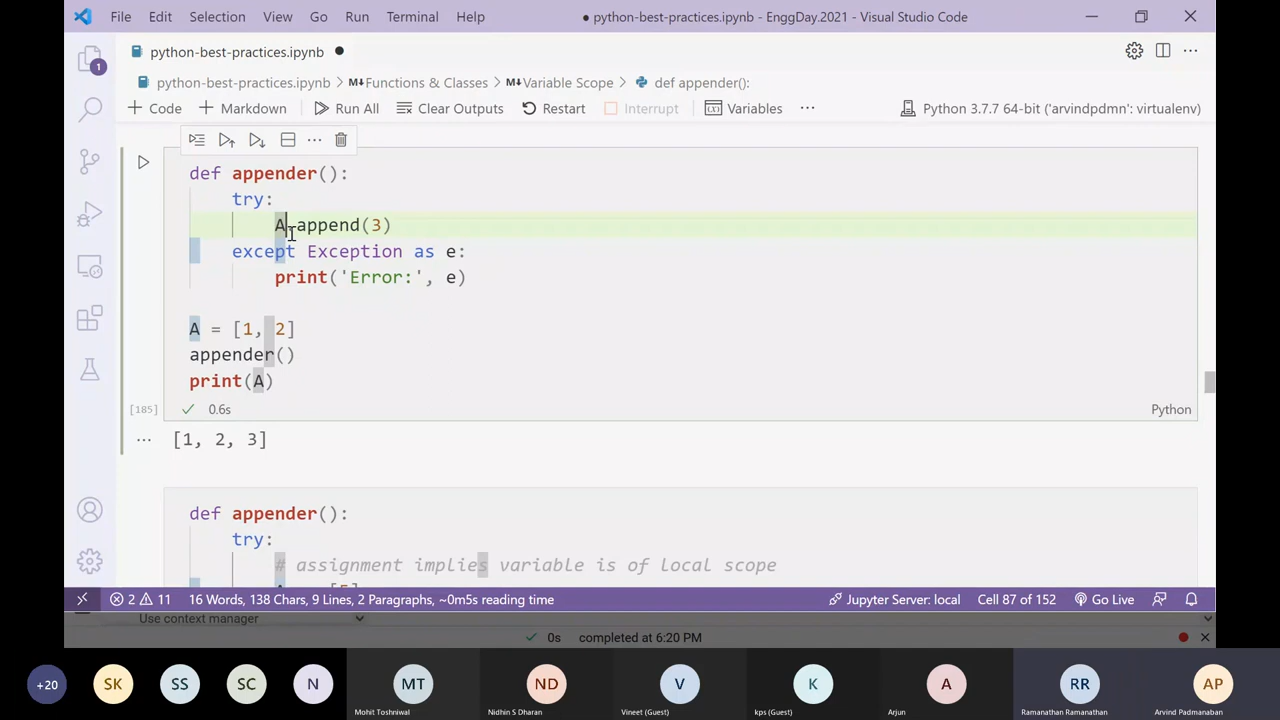 File Edit Selection View Go Run Terminal Help ● python-best-practices.ipynb - EnggDay.2021 - Visual Studio Code
python-best-practices.ipynb ●
python-best-practices.ipynb > M↓Functions & Classes > M↓Variable Scope > def appender():
+ Code + Markdown Run All Clear Outputs Restart Interrupt Variables ... Python 3.7.7 64-bit ('arvindpdmn': virtualenv)
1
def appender():
try:
A.append(3)
except Exception as e:
print('Error:', e)
A = [1, 2]
appender()
print(A)
[185] ✓ 0.6s Python
... [1, 2, 3]
def appender():
try:
# assignment implies variable is of local scope
2 11 16 Words, 138 Chars, 9 Lines, 2 Paragraphs, ~0m5s reading time Jupyter Server: local Cell 87 of 152 Go Live
Use context manager
✓ 0s completed at 6:20 PM
+20 SK SS SC N MT ND V K A RR AP
Mohit Toshniwal Nidhin S Dharan Vineet (Guest) kps (Guest) Arjun Ramanathan Ramanathan Arvind Padmanaban